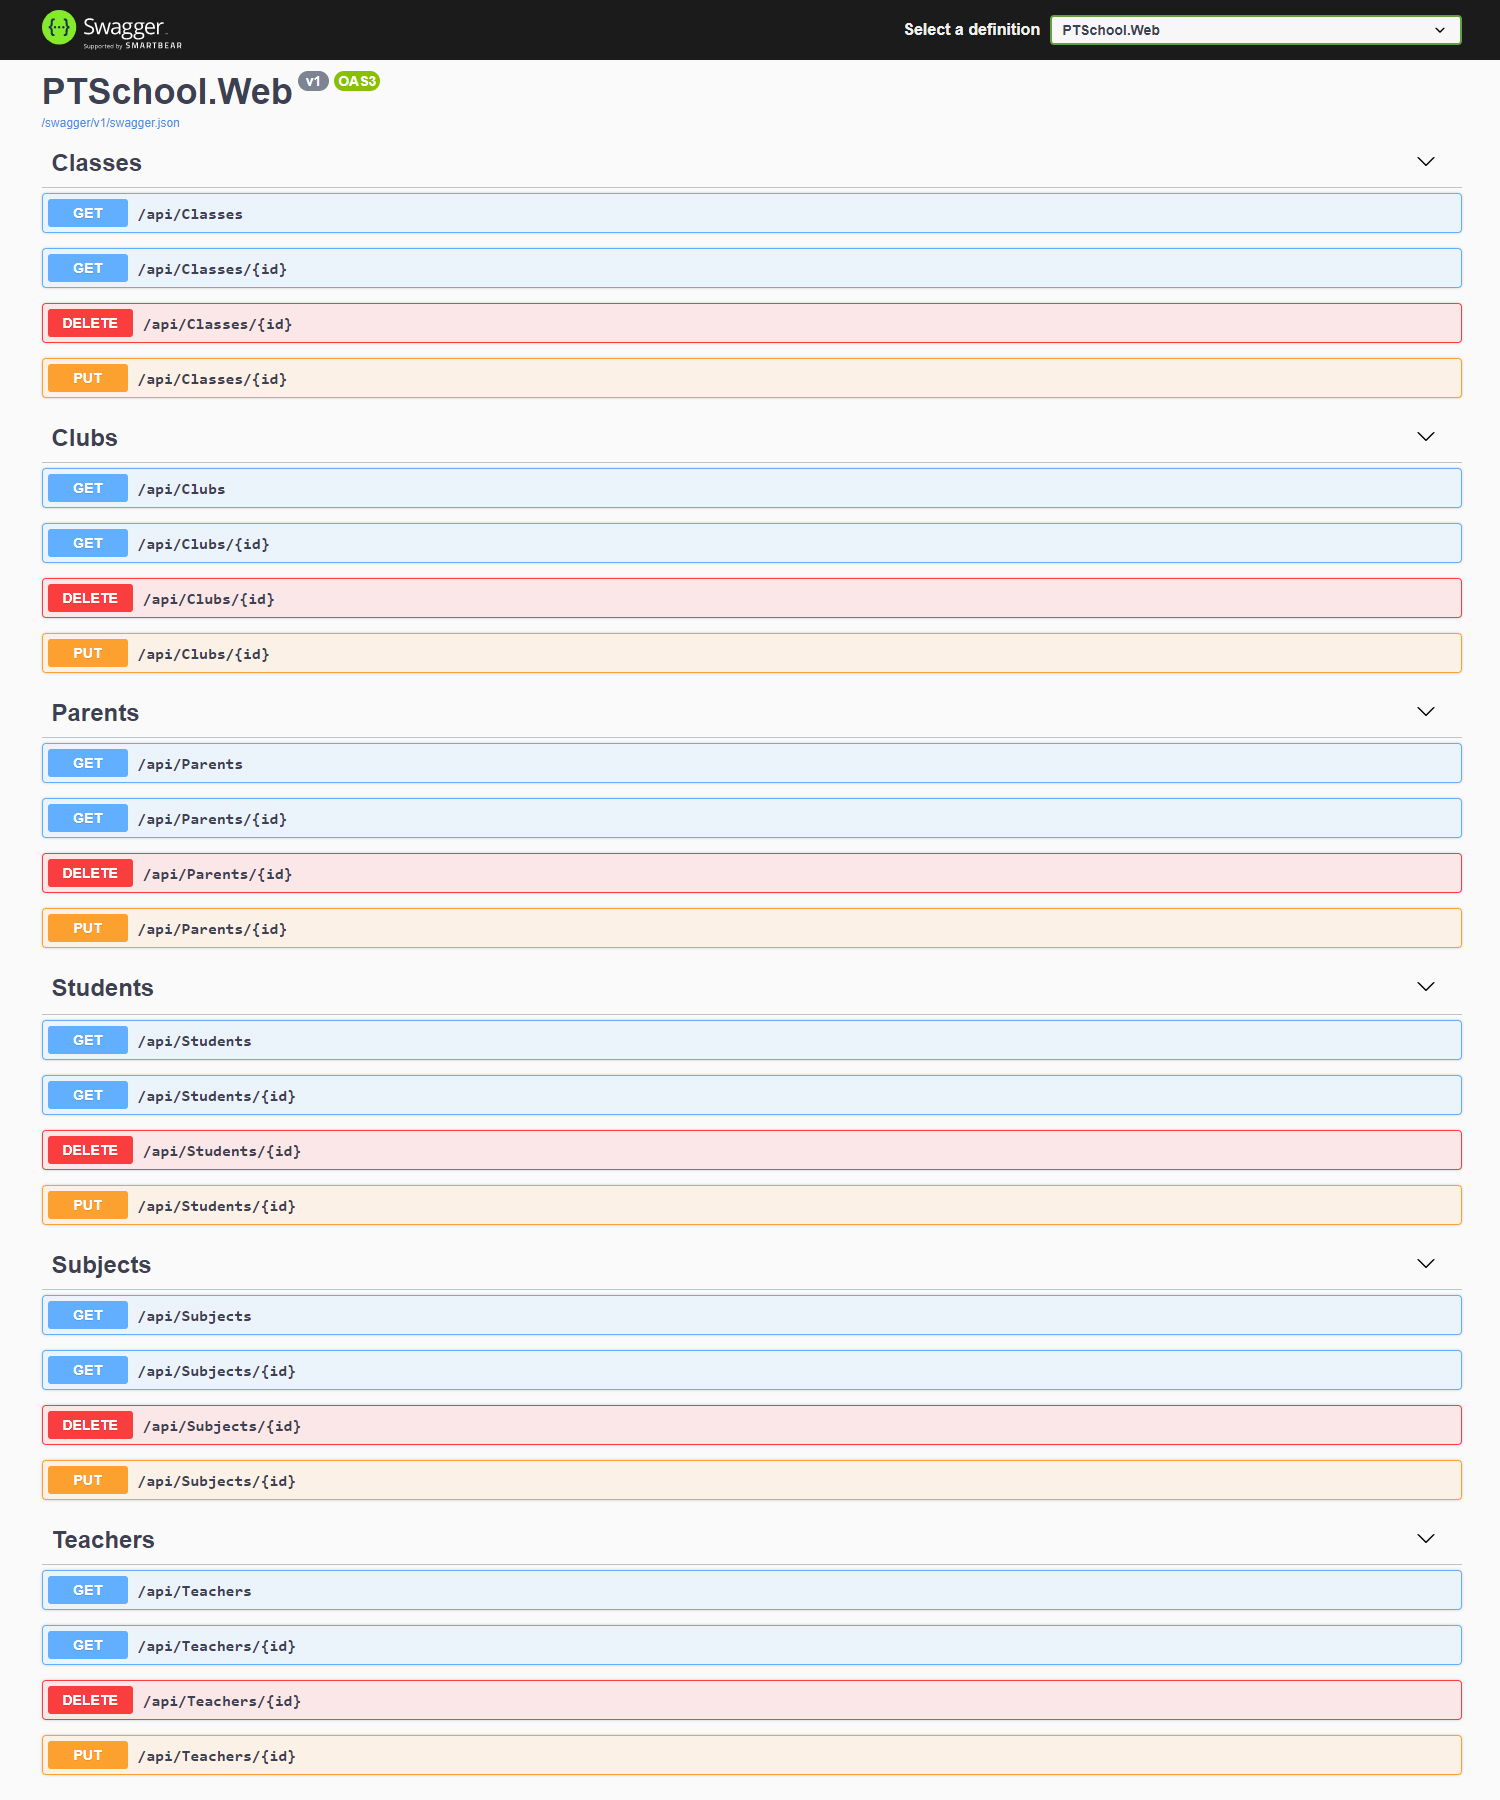 Swagger
Supported by SMARTBEAR
Select a definition
PTSchool.Web
PTSchool.Web v1 OAS3
/swagger/v1/swagger.json
Classes
GET /api/Classes
GET /api/Classes/{id}
DELETE /api/Classes/{id}
PUT /api/Classes/{id}
Clubs
GET /api/Clubs
GET /api/Clubs/{id}
DELETE /api/Clubs/{id}
PUT /api/Clubs/{id}
Parents
GET /api/Parents
GET /api/Parents/{id}
DELETE /api/Parents/{id}
PUT /api/Parents/{id}
Students
GET /api/Students
GET /api/Students/{id}
DELETE /api/Students/{id}
PUT /api/Students/{id}
Subjects
GET /api/Subjects
GET /api/Subjects/{id}
DELETE /api/Subjects/{id}
PUT /api/Subjects/{id}
Teachers
GET /api/Teachers
GET /api/Teachers/{id}
DELETE /api/Teachers/{id}
PUT /api/Teachers/{id}